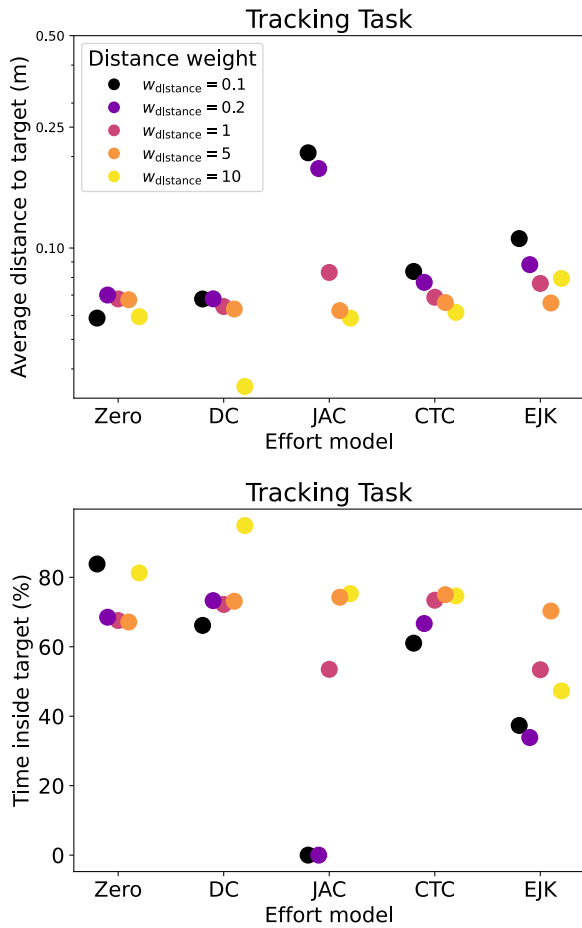 Tracking Task
0.50
0.25
0.10
Average distance to target (m)
Distance weight
w_distance = 0.1
w_distance = 0.2
w_distance = 1
w_distance = 5
w_distance = 10
Zero DC JAC CTC EJK
Effort model
Tracking Task
80
60
40
20
0
Time inside target (%)
Zero DC JAC CTC EJK
Effort model